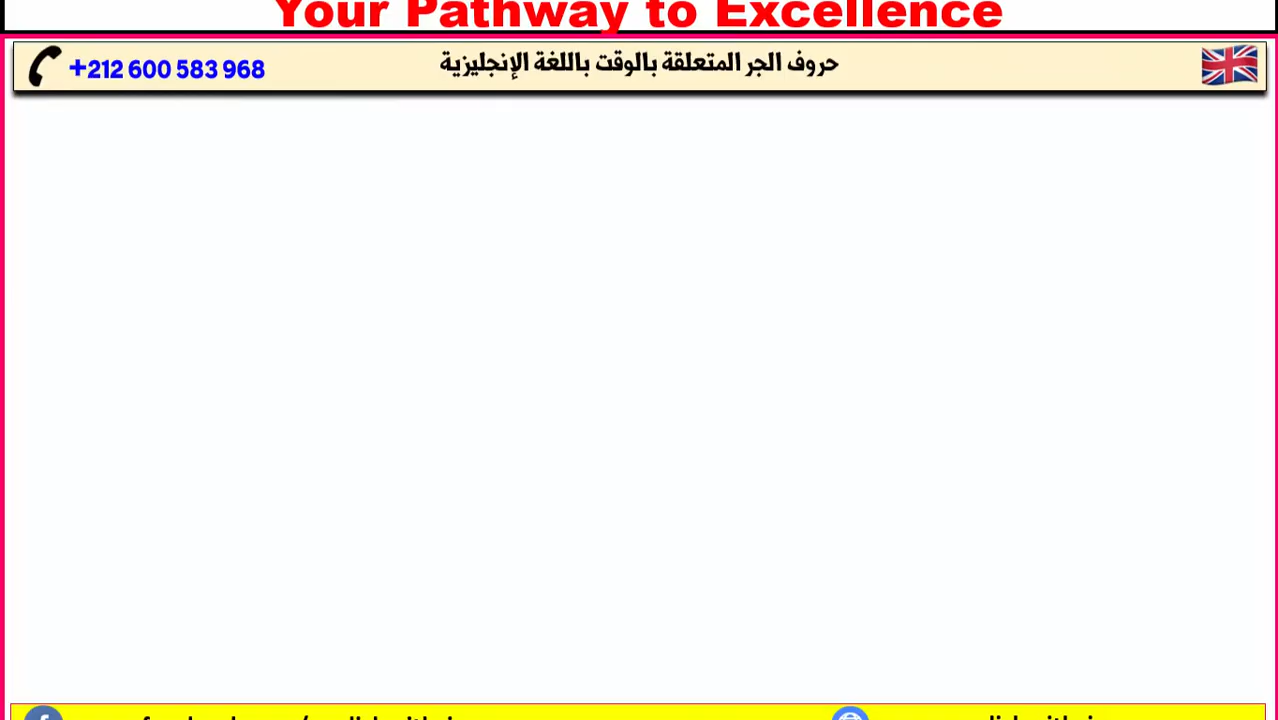 Your Pathway to Excellence
+212 600 583 968
حروف الجر المتعلقة بالوقت باللغة الإنجليزية